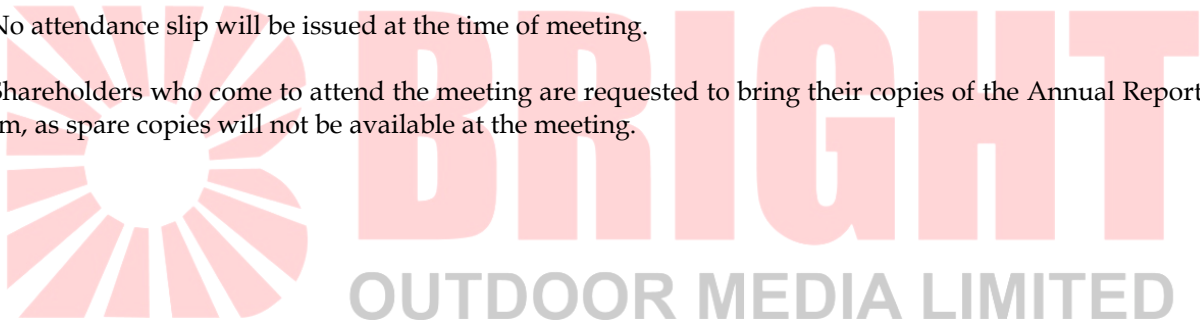 No attendance slip will be issued at the time of meeting.
Shareholders who come to attend the meeting are requested to bring their copies of the Annual Report
as spare copies will not be available at the meeting.
BRIGHT
OUTDOOR MEDIA LIMITED